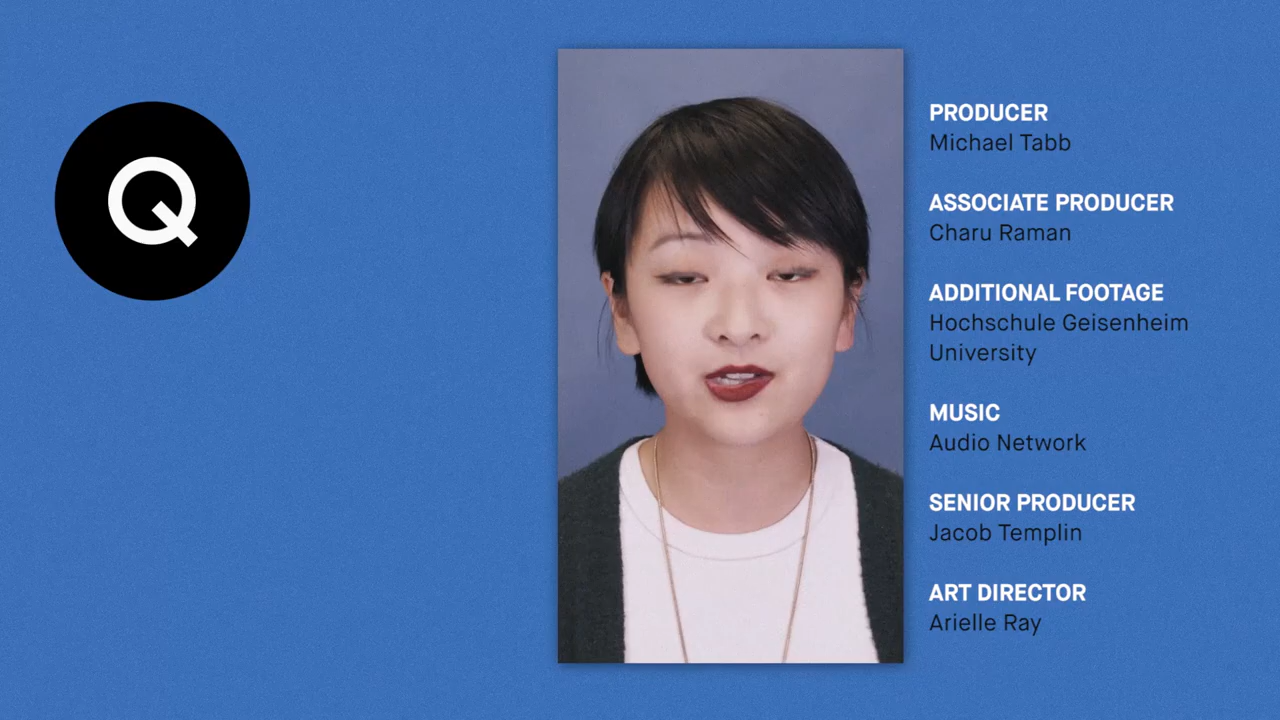 Q
PRODUCER
Michael Tabb
ASSOCIATE PRODUCER
Charu Raman
ADDITIONAL FOOTAGE
Hochschule Geisenheim
University
MUSIC
Audio Network
SENIOR PRODUCER
Jacob Templin
ART DIRECTOR
Arielle Ray